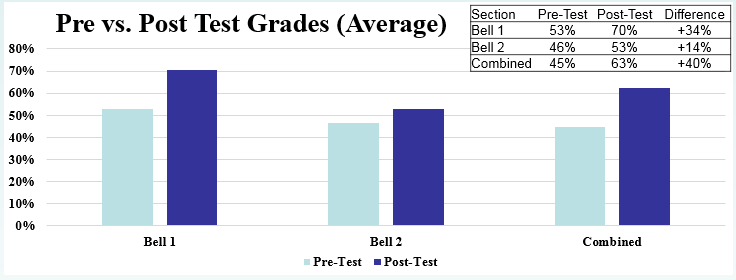 Pre vs. Post Test Grades (Average)
Section Pre-Test Post-Test Difference
Bell 1 53% 70% +34%
Bell 2 46% 53% +14%
Combined 45% 63% +40%
80%
70%
60%
50%
40%
30%
20%
10%
0%
Bell 1 Bell 2 Combined
Pre-Test Post-Test